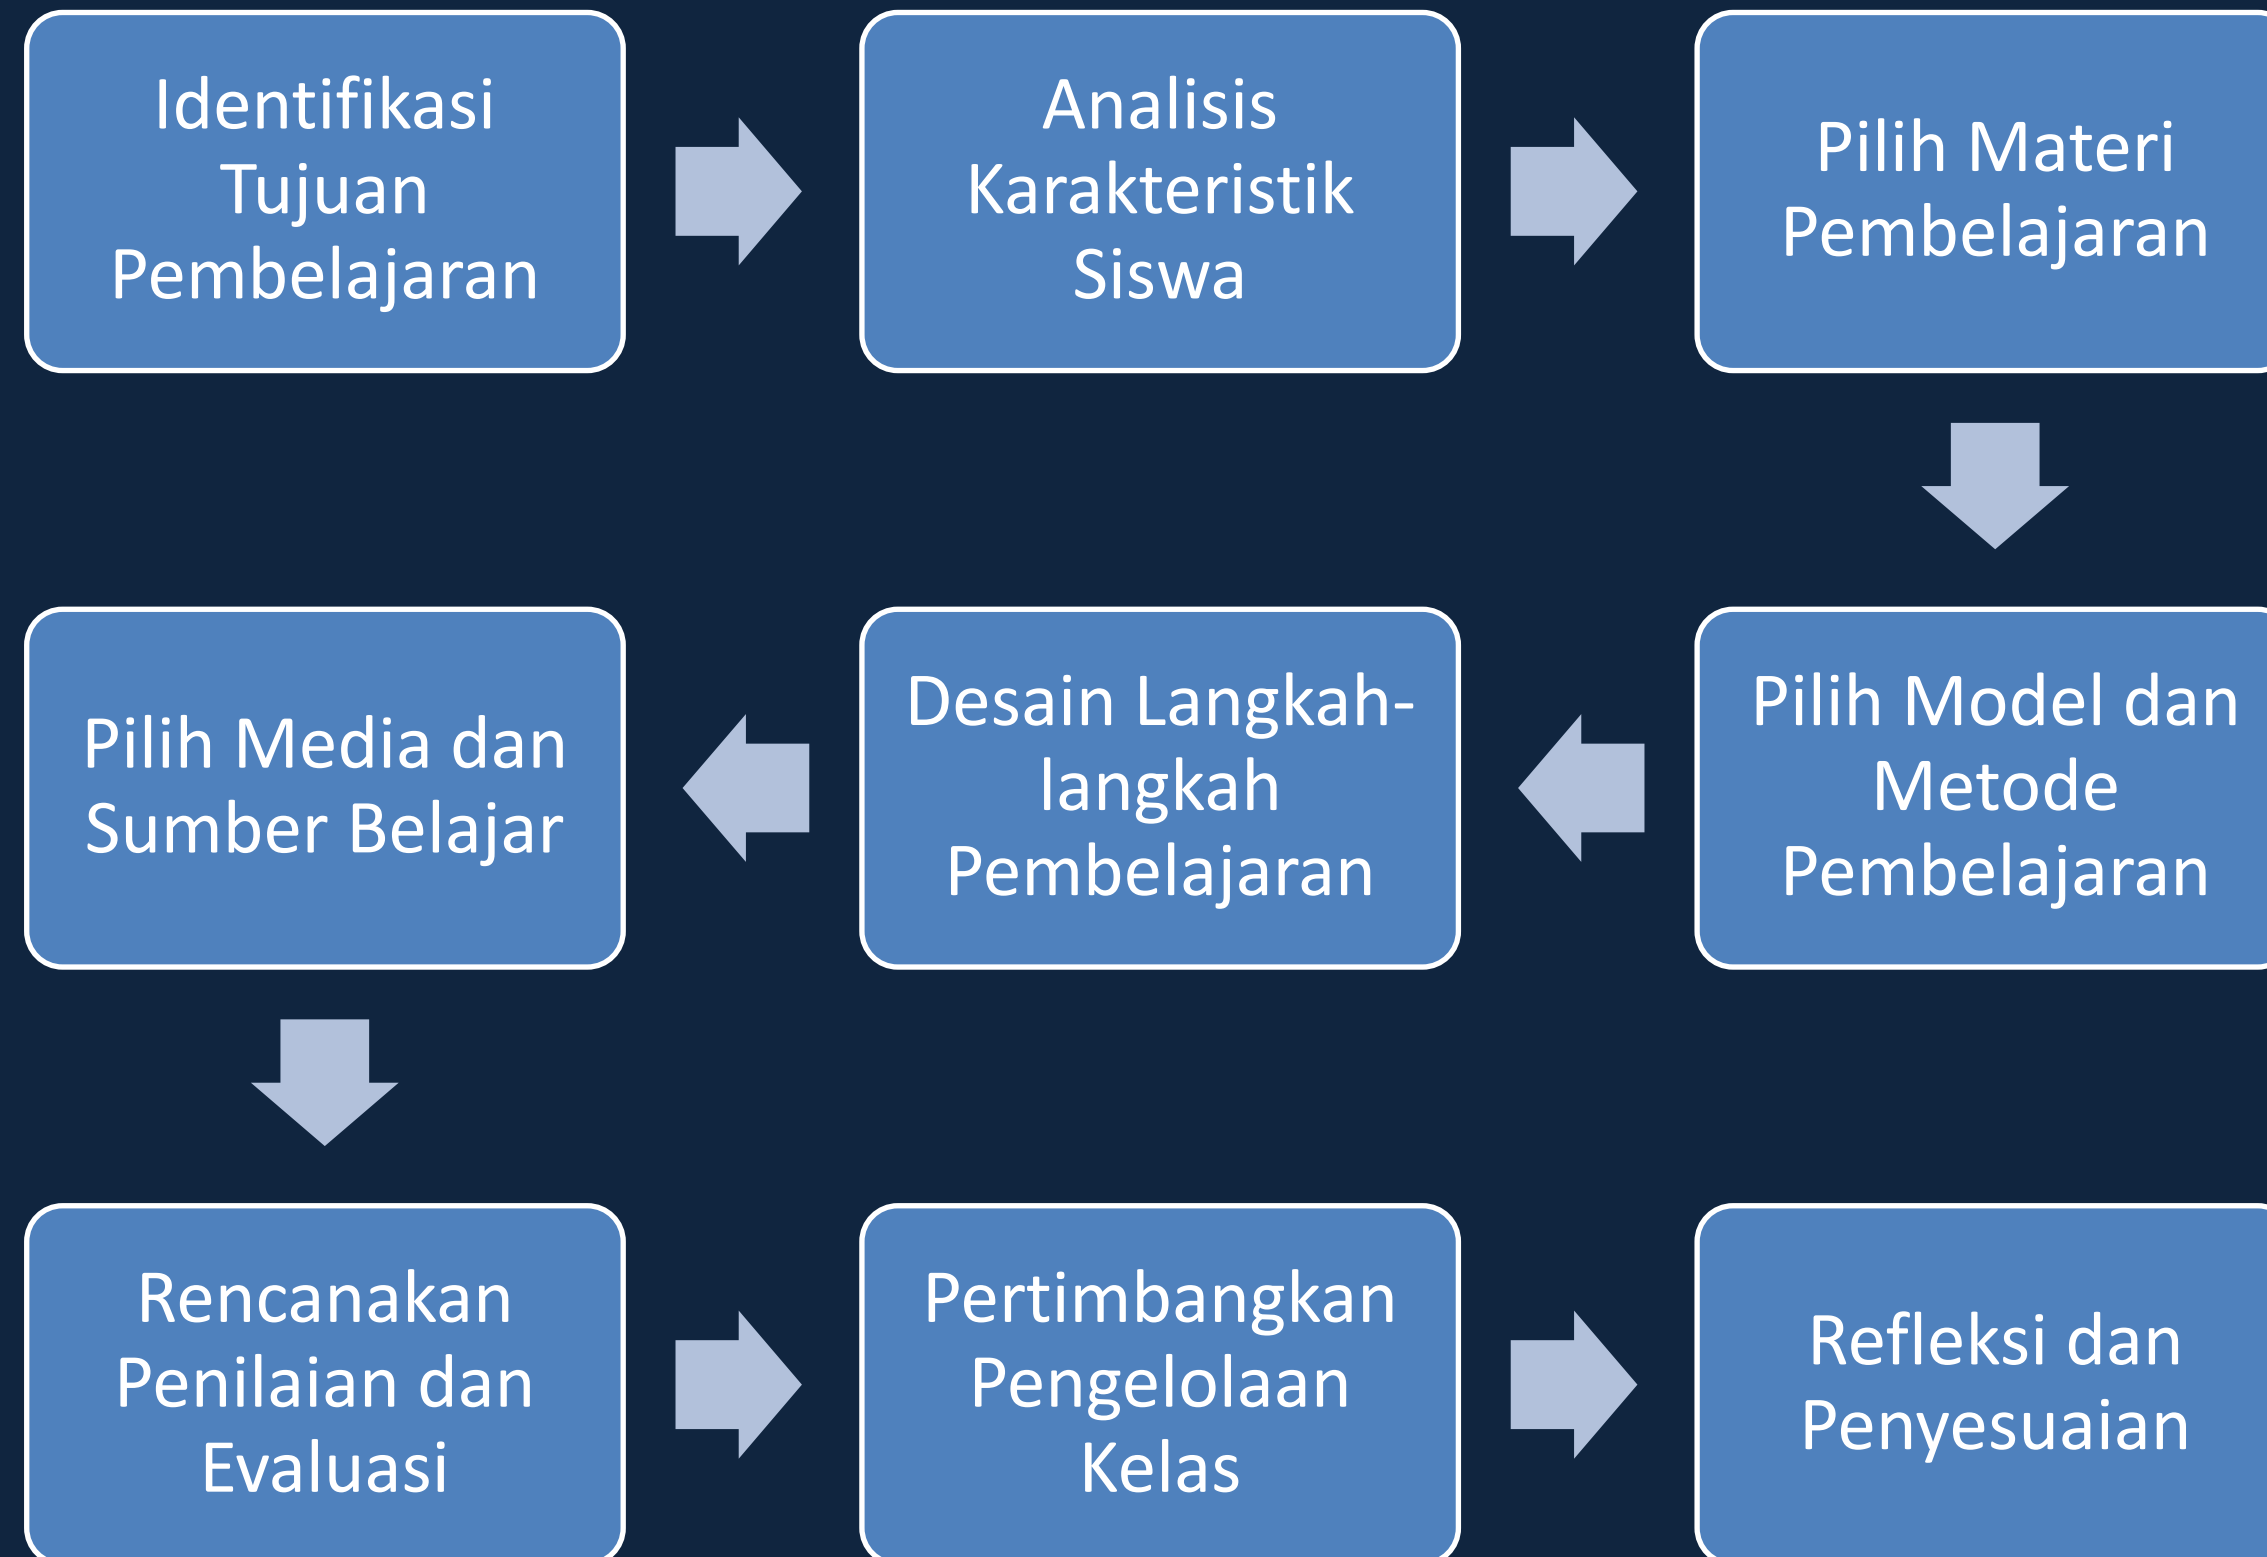 Identifikasi
Tujuan
Pembelajaran
Analisis
Karakteristik
Siswa
Pilih Materi
Pembelajaran
Pilih Model dan
Metode
Pembelajaran
Desain Langkah-
langkah
Pembelajaran
Pilih Media dan
Sumber Belajar
Rencanakan
Penilaian dan
Evaluasi
Pertimbangkan
Pengelolaan
Kelas
Refleksi dan
Penyesuaian